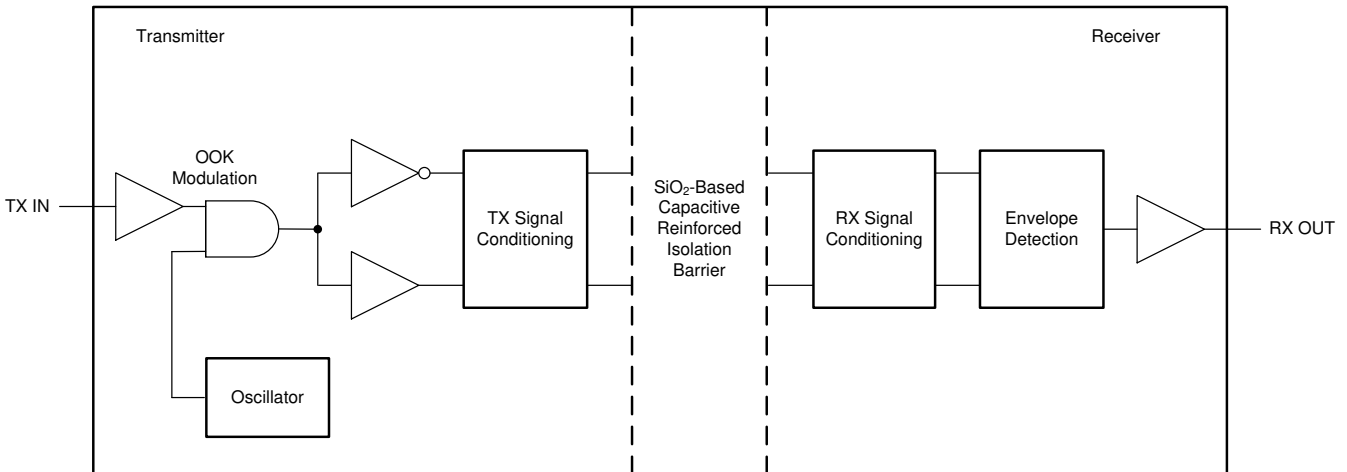 Transmitter
Receiver
OOK
Modulation
TX IN
TX Signal
Conditioning
SiO₂-Based
Capacitive
Reinforced
Isolation
Barrier
RX Signal
Conditioning
Envelope
Detection
RX OUT
Oscillator